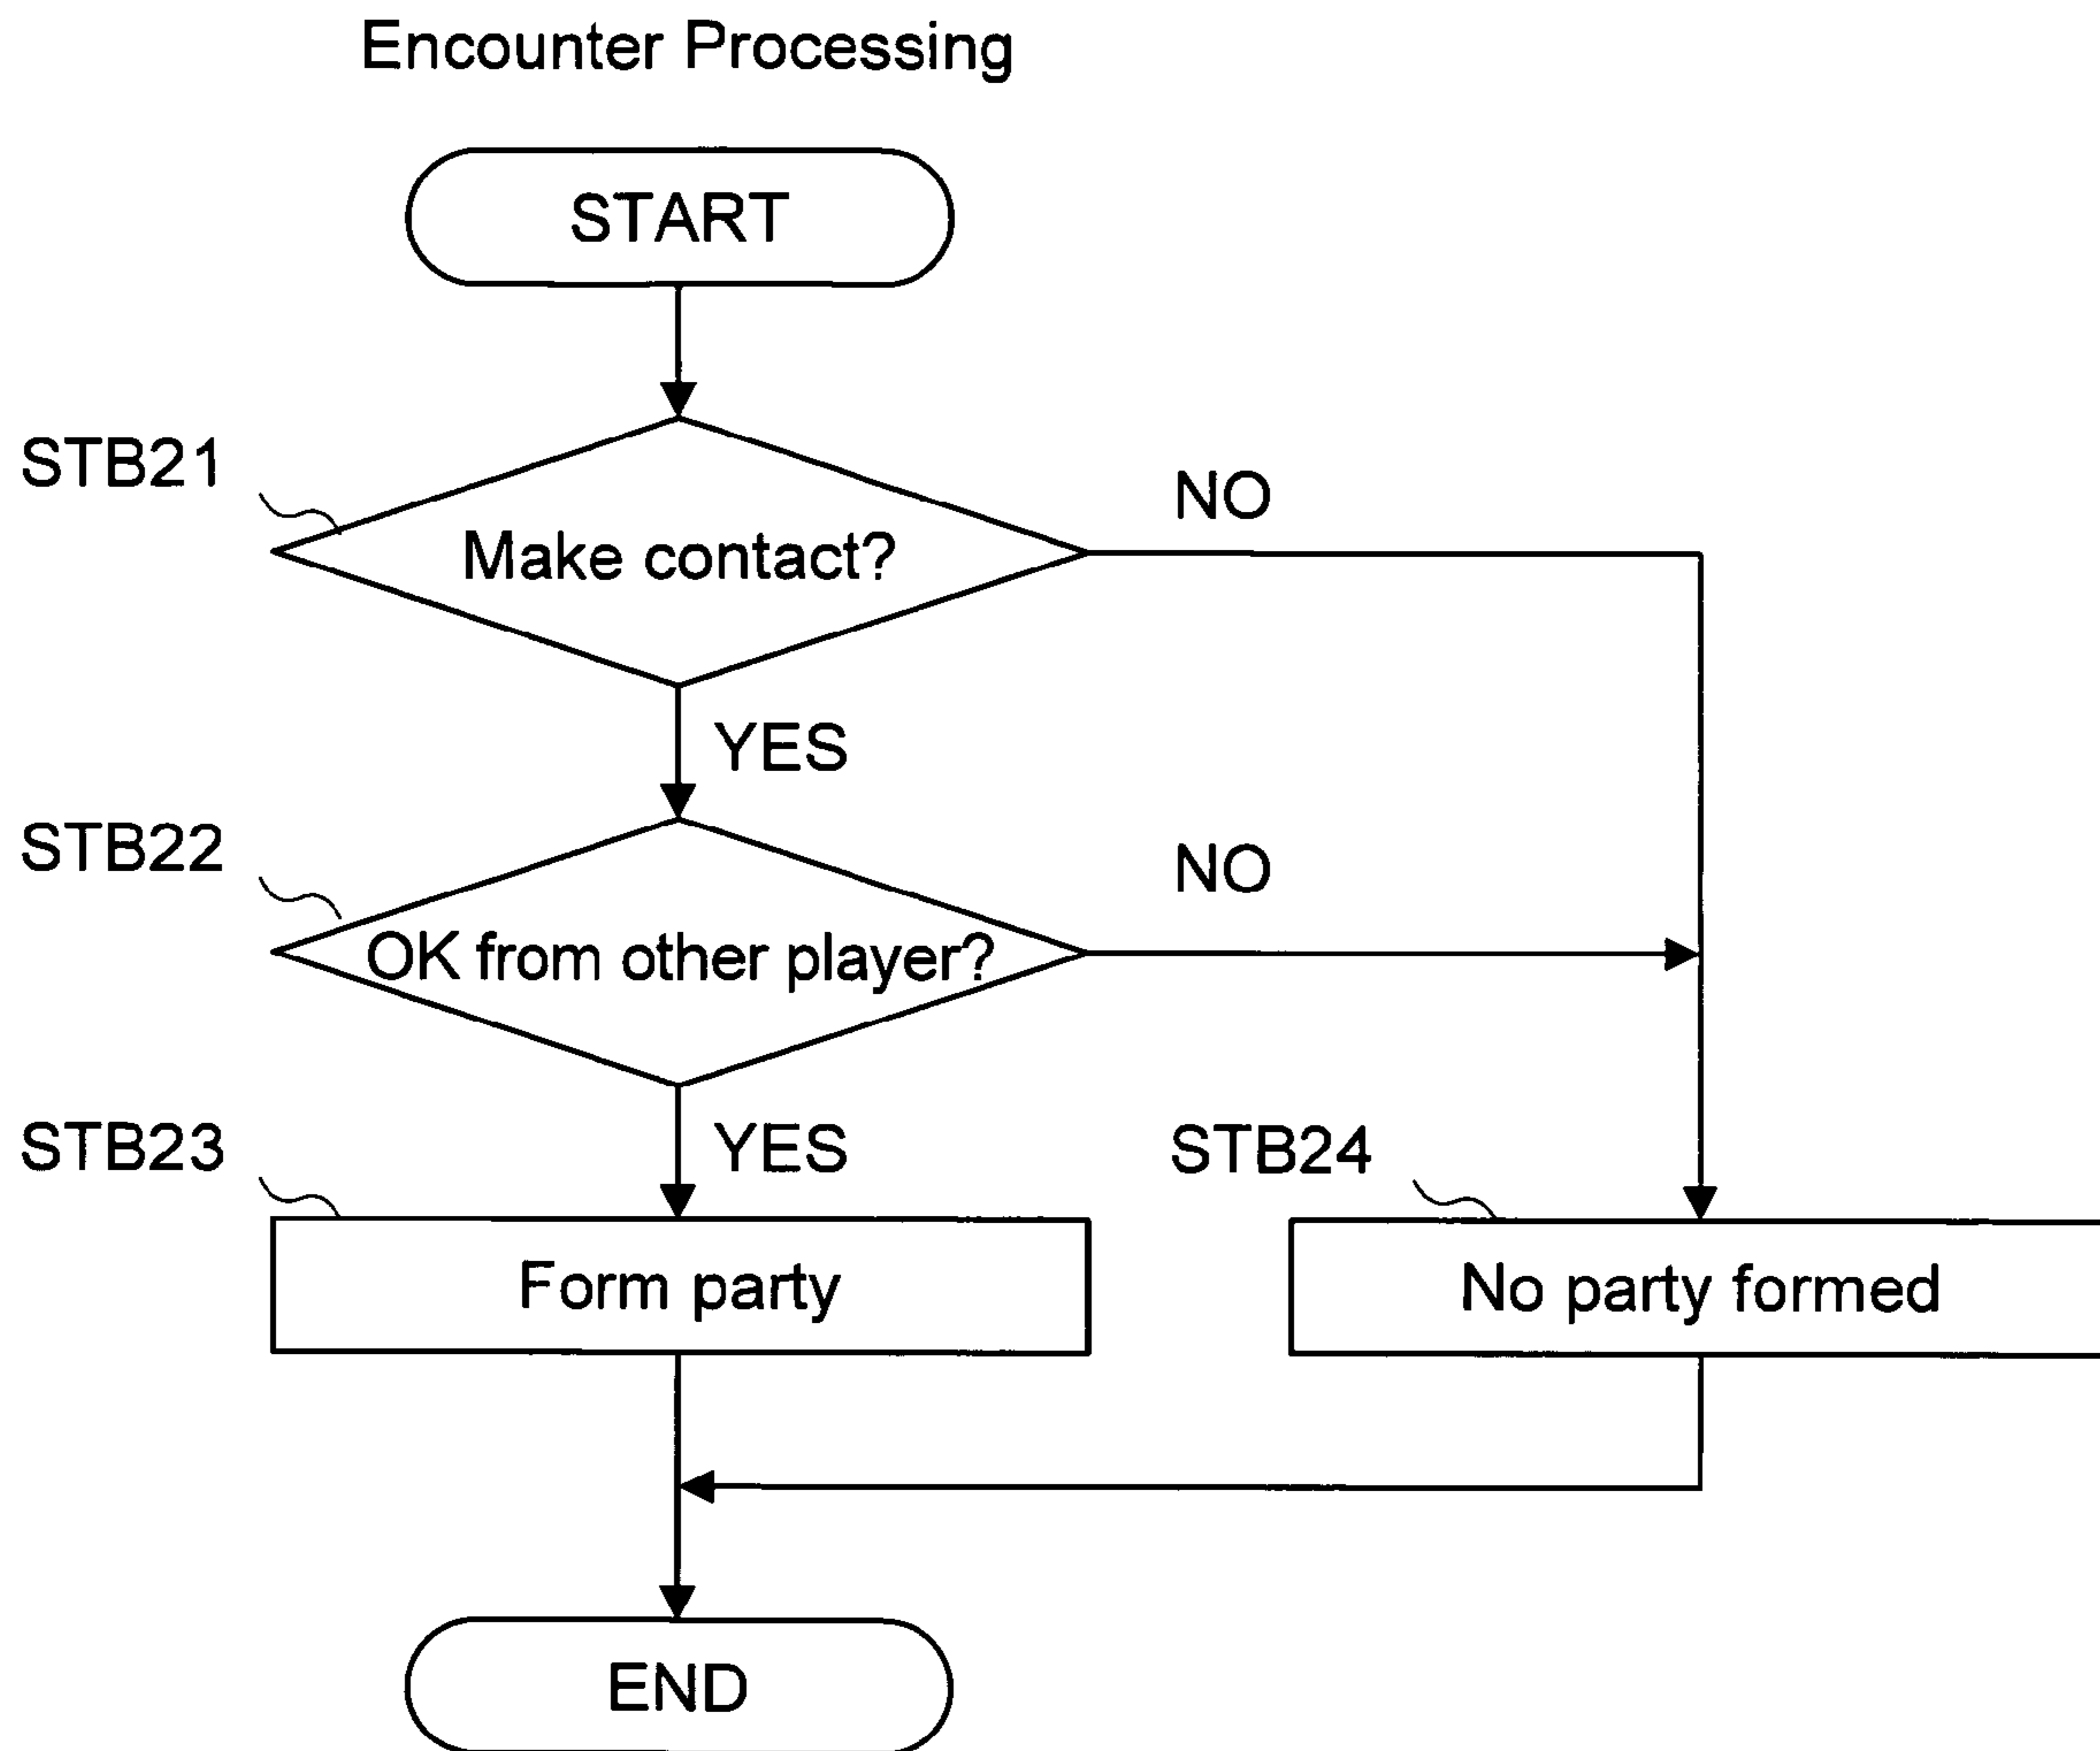 Encounter Processing
START
STB21
NO
Make contact?
YES
STB22
NO
OK from other player?
STB23
YES
STB24
Form party
No party formed
END